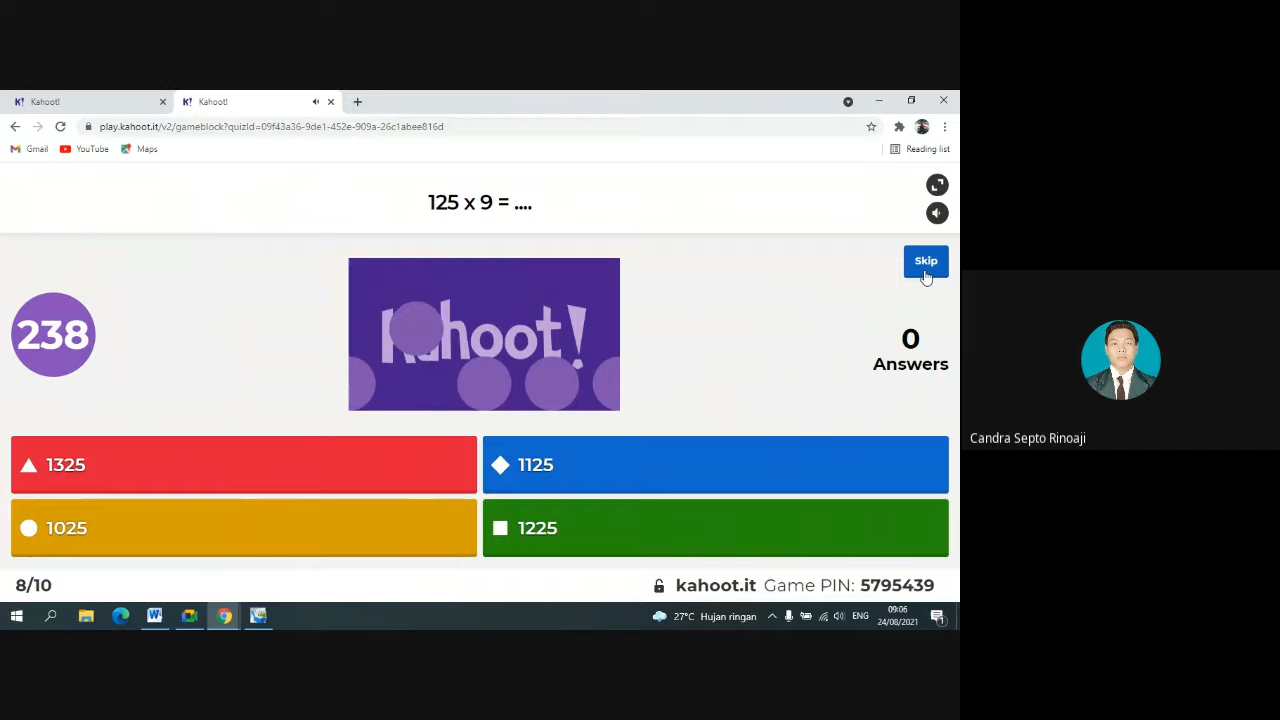 Kahoot!
Kahoot!
play.kahoot.it/v2/gameblock?quizId=09f43a36-9de1-452e-909a-26c1abee816d
Gmail
YouTube
Maps
Reading list
125 x 9 = ....
Skip
238
Kahoot!
0
Answers
1325
1125
1025
1225
8/10
kahoot.it Game PIN: 5795439
27°C Hujan ringan
ENG
09:06
24/08/2021
Candra Septo Rinoaji